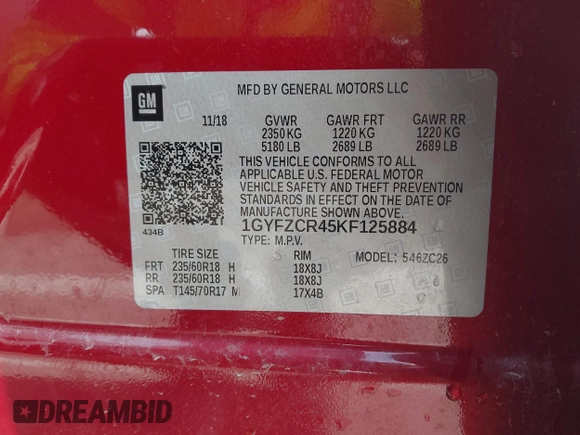 GM
MFD BY GENERAL MOTORS LLC
11/18 GVWR GAWR FRT GAWR RR
2350 KG 1220 KG 1220 KG
5180 LB 2689 LB 2689 LB
THIS VEHICLE CONFORMS TO ALL
APPLICABLE U.S. FEDERAL MOTOR
VEHICLE SAFETY AND THEFT PREVENTION
STANDARDS IN EFFECT ON THE DATE OF
MANUFACTURE SHOWN ABOVE.
434B
1GYFZCR45KF125884
TYPE: M.P.V.
TIRE SIZE RIM MODEL: 546ZC26
FRT 235/60R18 H 18X8J
RR 235/60R18 H 18X8J
SPA T145/70R17 M 17X4B
DREAMBID